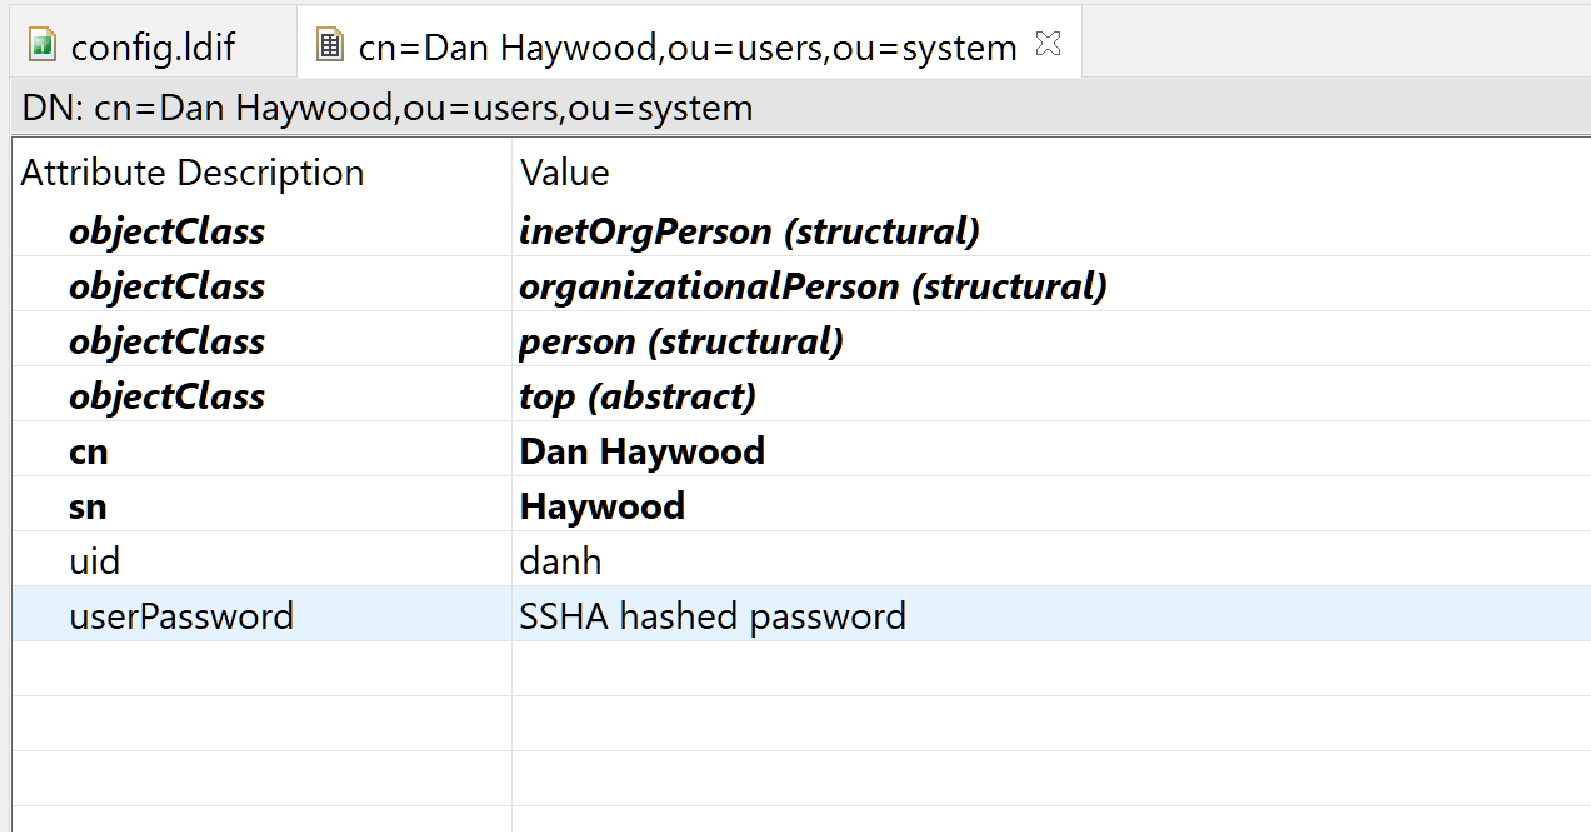 config.ldif cn=Dan Haywood,ou=users,ou=system
DN: cn=Dan Haywood,ou=users,ou=system
Attribute Description Value
objectClass inetOrgPerson (structural)
objectClass organizationalPerson (structural)
objectClass person (structural)
objectClass top (abstract)
cn Dan Haywood
sn Haywood
uid danh
userPassword SSHA hashed password